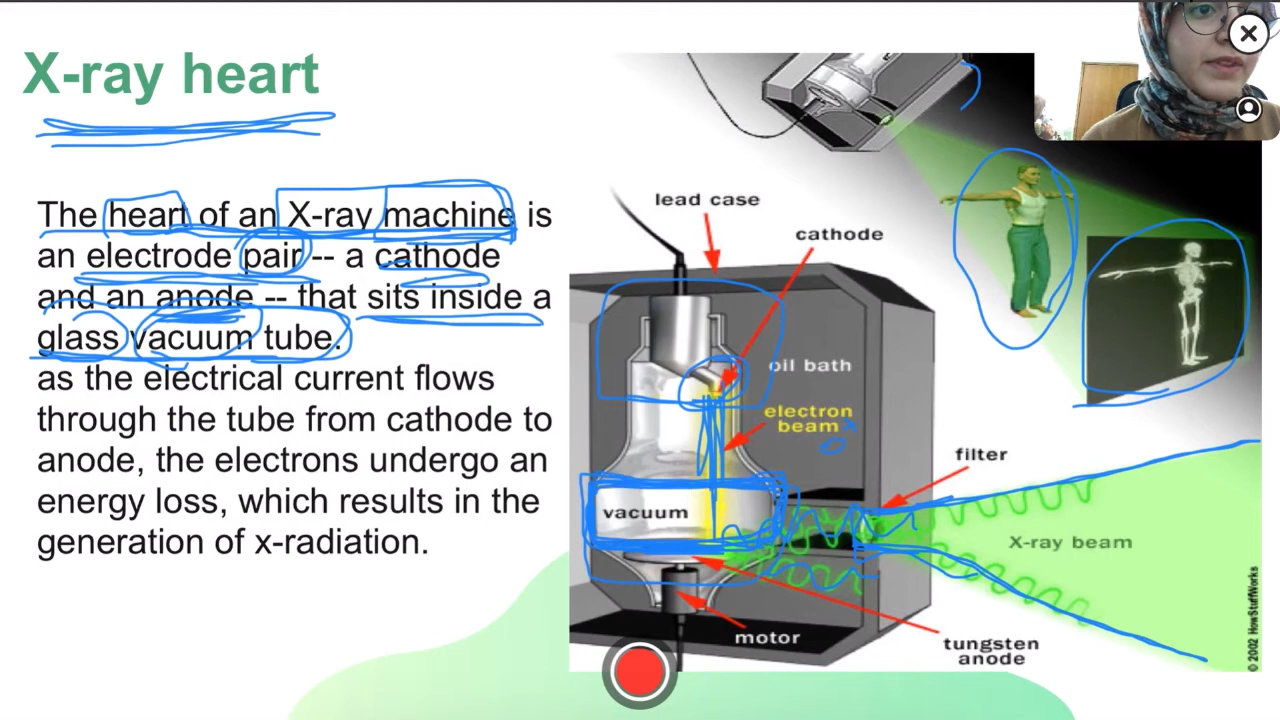 X-ray heart
The heart of an X-ray machine is
an electrode pair -- a cathode
and an anode -- that sits inside a
glass vacuum tube.
as the electrical current flows
through the tube from cathode to
anode, the electrons undergo an
energy loss, which results in the
generation of x-radiation.
lead case
cathode
oil bath
electron
beam
filter
vacuum
X-ray beam
motor
tungsten
anode
© 2002 HowStuffWorks